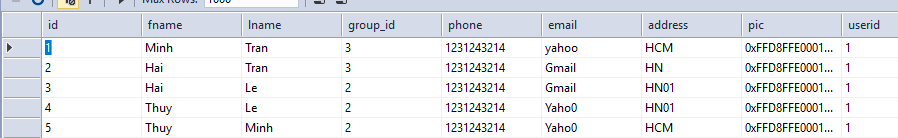 Max Rows: 1000
id fname lname group_id phone email address pic userid
1 Minh Tran 3 1231243214 yahoo HCM 0xFFD8FFE0001... 1
2 Hai Tran 3 1231243214 Gmail HN 0xFFD8FFE0001... 1
3 Hai Le 2 1231243214 Gmail HN01 0xFFD8FFE0001... 1
4 Thuy Le 2 1231243214 Yaho0 HN01 0xFFD8FFE0001... 1
5 Thuy Minh 2 1231243214 Yaho0 HCM 0xFFD8FFE0001... 1